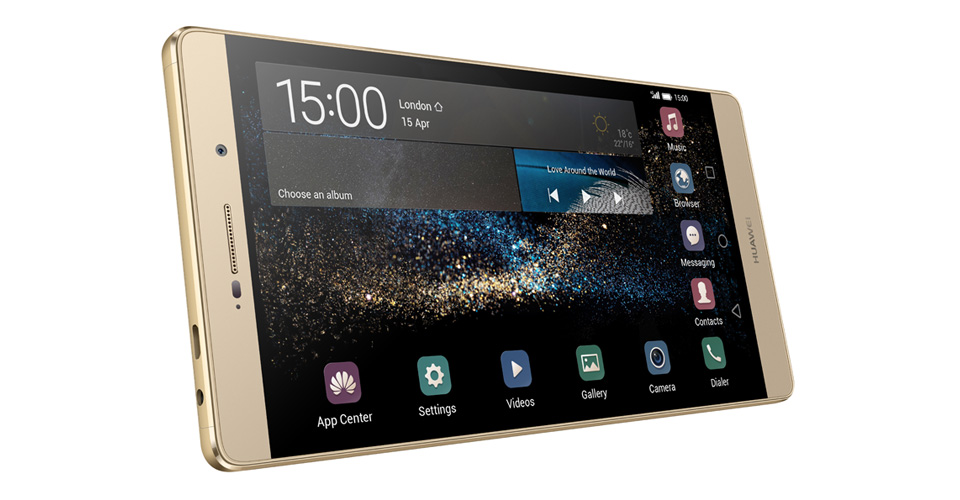 15:00
London
15 Apr
18°c
22°/16°
15:00
Choose an album
Love Around the World
Music
Browser
Messaging
Contacts
HUAWEI
App Center
Settings
Videos
Gallery
Camera
Dialer